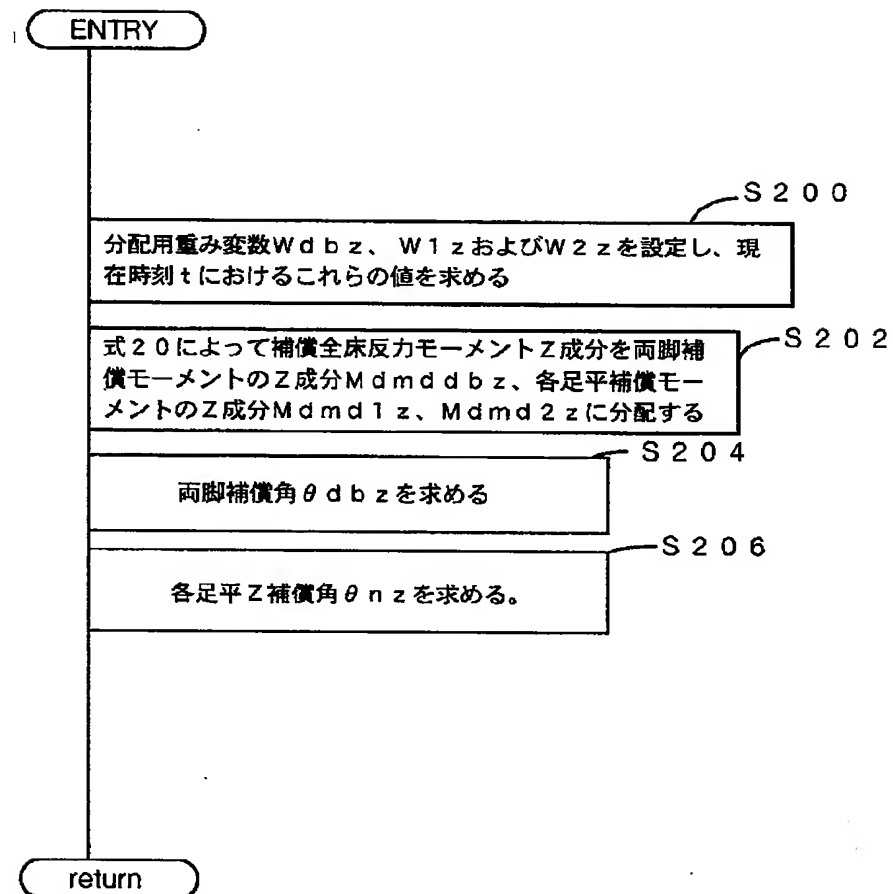 ENTRY
S200
分配用重み変数Wdbz、W1zおよびW2zを設定し、現
在時刻tにおけるこれらの値を求める
S202
式20によって補償全床反力モーメントZ成分を両脚補
償モーメントのZ成分Mdmddbz、各足平補償モー
メントのZ成分Mdmd1z、Mdmd2zに分配する
S204
両脚補償角θdbzを求める
S206
各足平Z補償角θnzを求める。
return